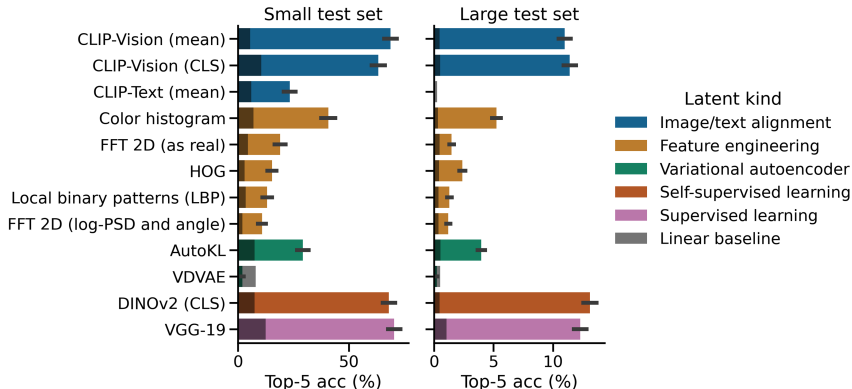 Small test set
Large test set
CLIP-Vision (mean)
CLIP-Vision (CLS)
CLIP-Text (mean)
Color histogram
FFT 2D (as real)
HOG
Local binary patterns (LBP)
FFT 2D (log-PSD and angle)
AutoKL
VDVAE
DINOv2 (CLS)
VGG-19
0
50
Top-5 acc (%)
0
5
10
Top-5 acc (%)
Latent kind
Image/text alignment
Feature engineering
Variational autoencoder
Self-supervised learning
Supervised learning
Linear baseline